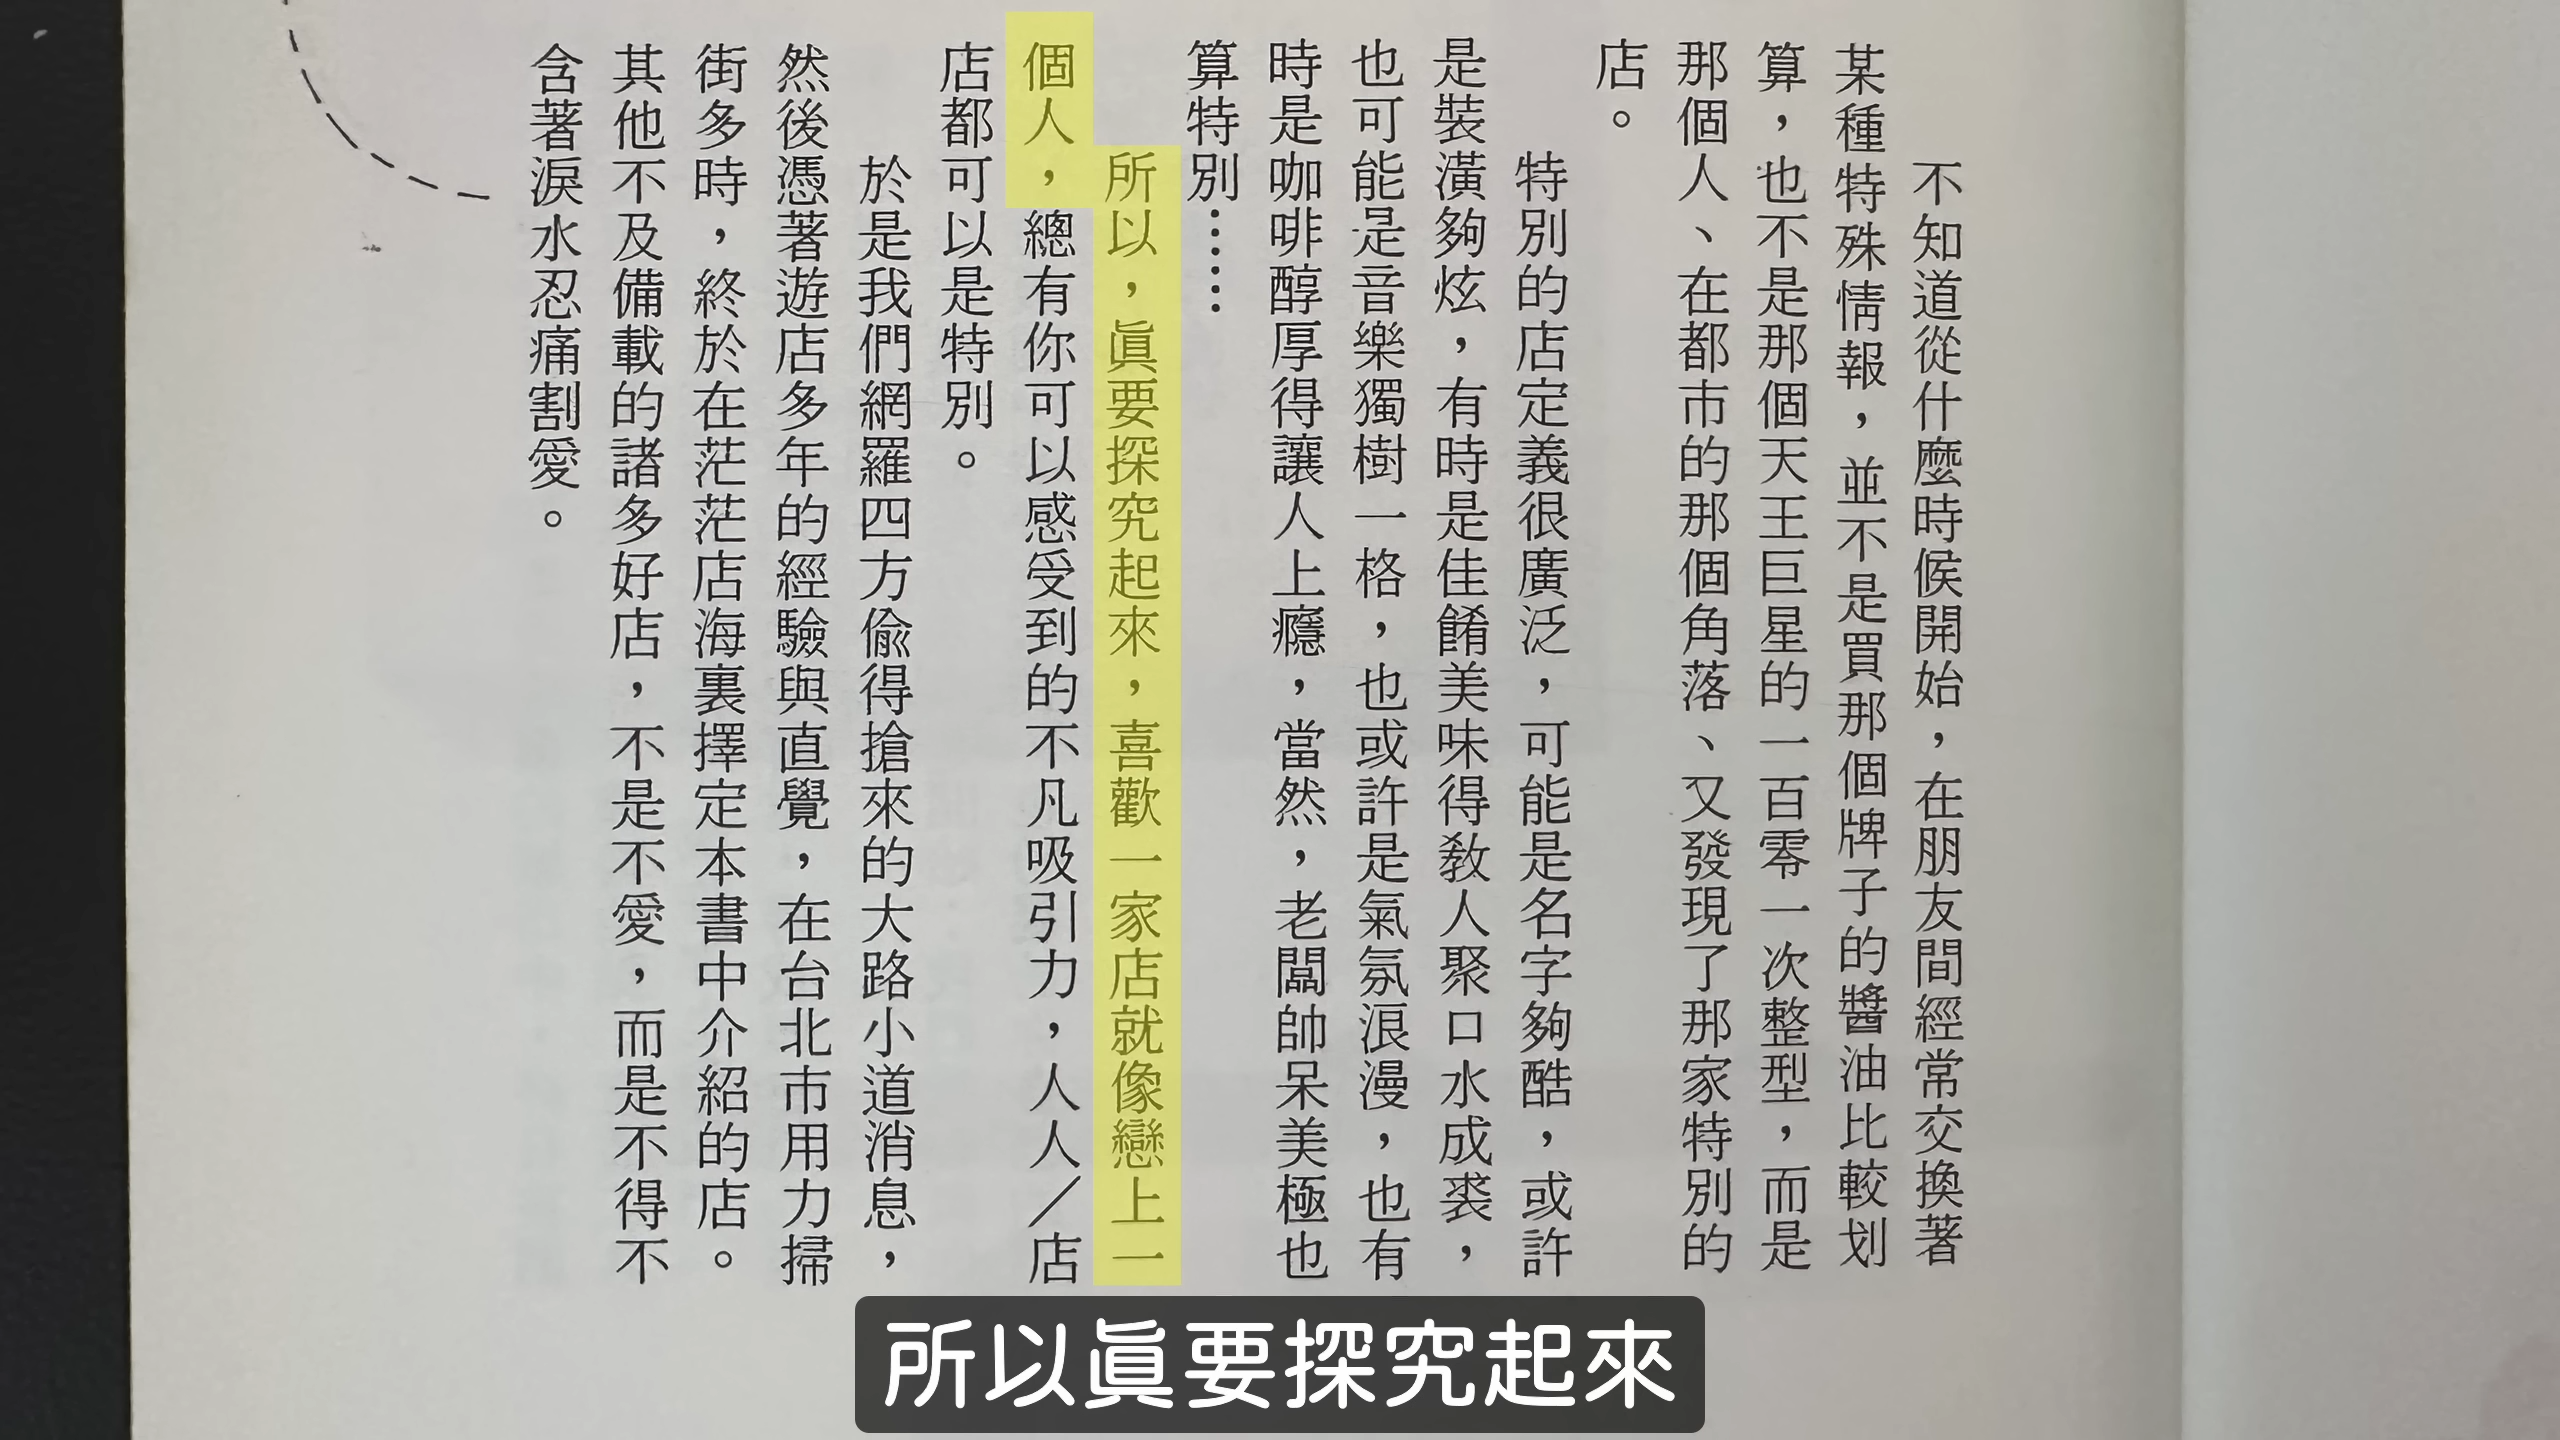 不知道從什麼時候開始，在朋友間經常交換著
某種特殊情報，並不是買那個牌子的醬油比較划
算，也不是那個天王巨星的一百零一次整型，而是
那個人、在都市的那個角落、又發現了那家特別的
店。
特別的店定義很廣泛，可能是名字夠酷，或許
是裝潢夠炫，有時是佳餚美味得教人聚口水成裘，
也可能是音樂獨樹一格，也或許是氣氛浪漫，也有
時是咖啡醇厚得讓人上癮，當然，老闆帥呆美極也
算特別……
所以，眞要探究起來，喜歡一家店就像戀上一
個人，總有你可以感受到的不凡吸引力，人人／店
店都可以是特別。
於是我們網羅四方偸得搶來的大路小道消息，
然後憑著遊店多年的經驗與直覺，在台北市用力掃
街多時，終於在茫茫店海裏擇定本書中介紹的店。
其他不及備載的諸多好店，不是不愛，而是不得不
含著淚水忍痛割愛。
所以眞要探究起來